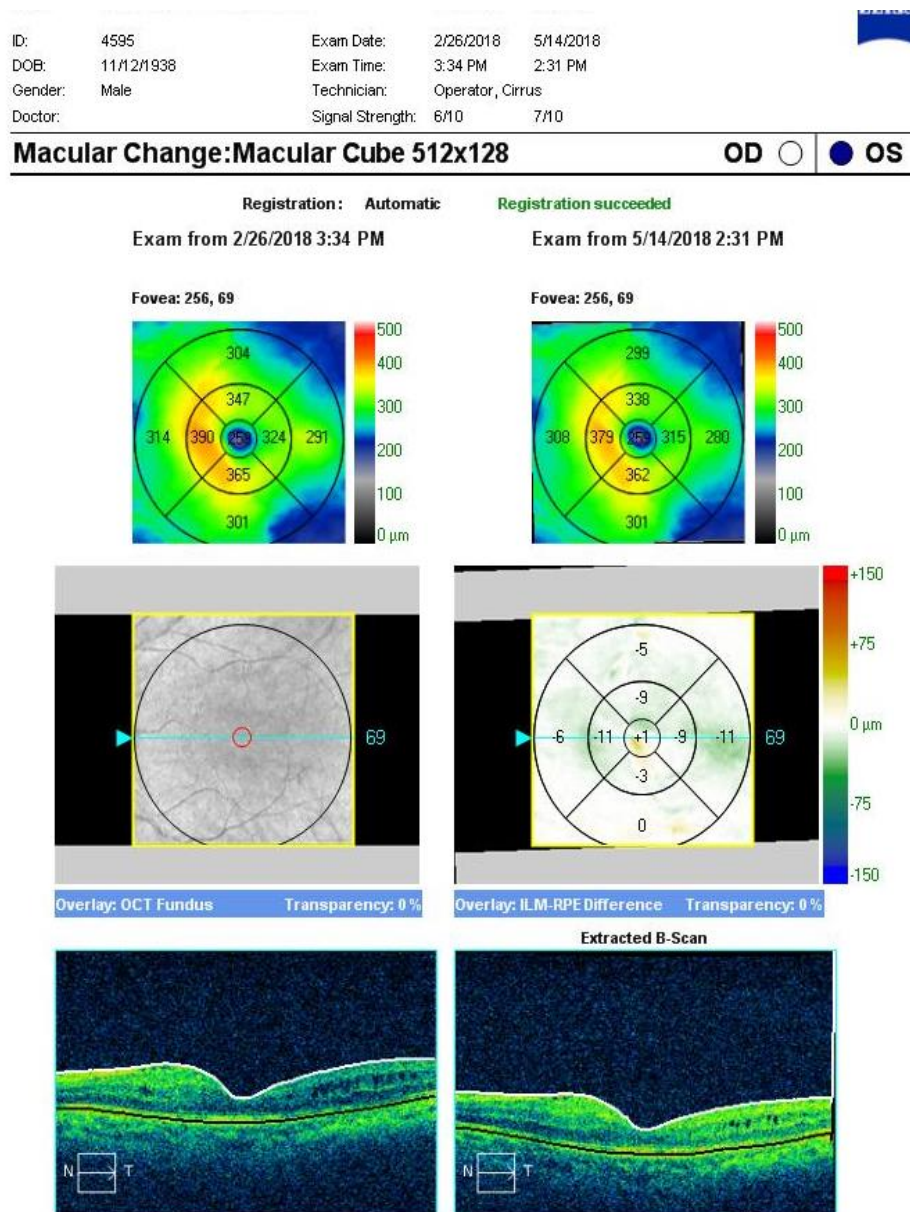 ID: 4595 Exam Date: 2/26/2018 5/14/2018
DOB: 11/12/1938 Exam Time: 3:34 PM 2:31 PM
Gender: Male Technician: Operator, Cirrus
Doctor: Signal Strength: 6/10 7/10
Macular Change:Macular Cube 512x128 OD OS
Registration: Automatic Registration succeeded
Exam from 2/26/2018 3:34 PM Exam from 5/14/2018 2:31 PM
Fovea: 256, 69 Fovea: 256, 69
500 500
304 299
400 400
347 338
300 300
314 390 324 291 308 379 259 315 280
200 200
365 362
100 100
301 301
0 µm 0 µm
+150
-5
+75
-9
69 -6 -11 +1 -9 -11 69 0 µm
-3
-75
0
-150
Overlay: OCT Fundus Transparency: 0 % Overlay: ILM-RPE Difference Transparency: 0 %
Extracted B-Scan
N T N T